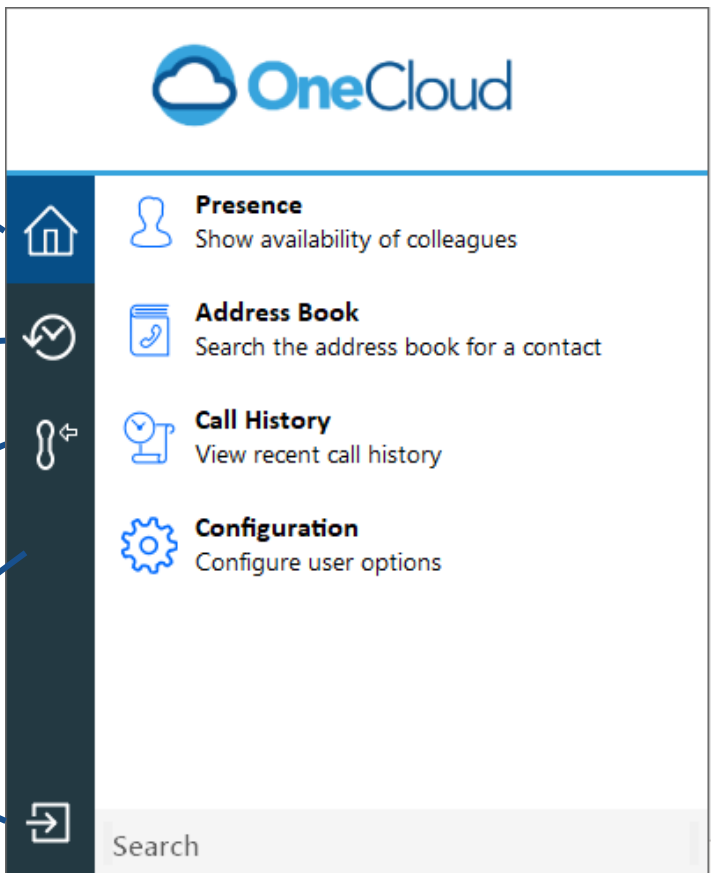 OneCloud
Presence
Show availability of colleagues
Address Book
Search the address book for a contact
Call History
View recent call history
Configuration
Configure user options
Search